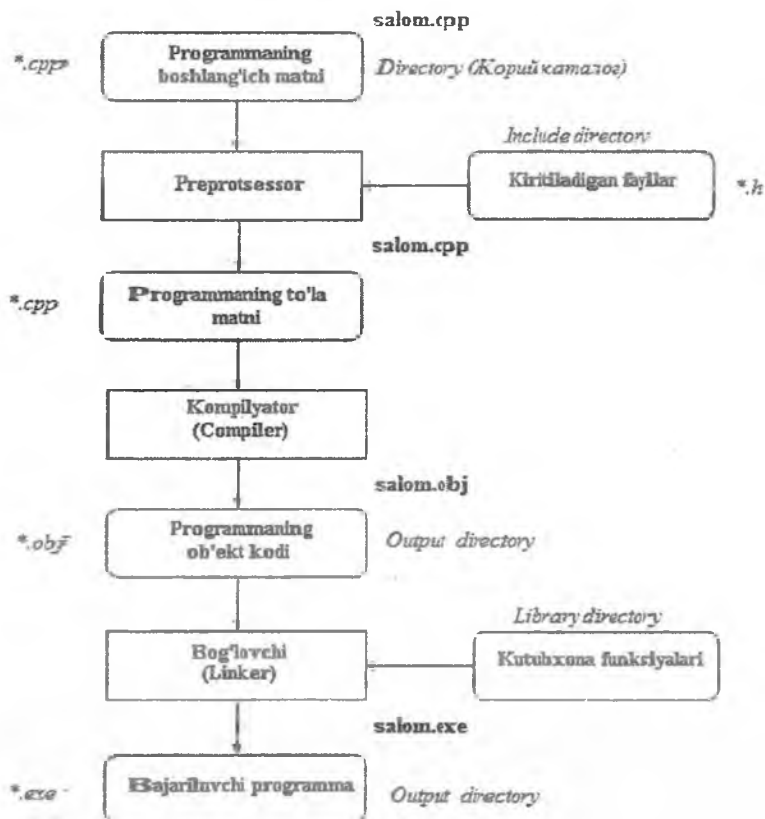 salom.cpp
*.cpp
Programmaning
boshlang'ich matni
Directory (Корий каталог)
Include directory
Preprotsessor
Kiritiladigan fayllar
*.h
salom.cpp
*.cpp
Programmaning to'la
matni
Kompilyator
(Compiler)
salom.obj
*.obj
Programmaning
ob'ekt kodi
Output directory
Library directory
Bog'lovchi
(Linker)
Kutubxona funksiyalari
salom.exe
*.exe
Bajariluvchi programma
Output directory